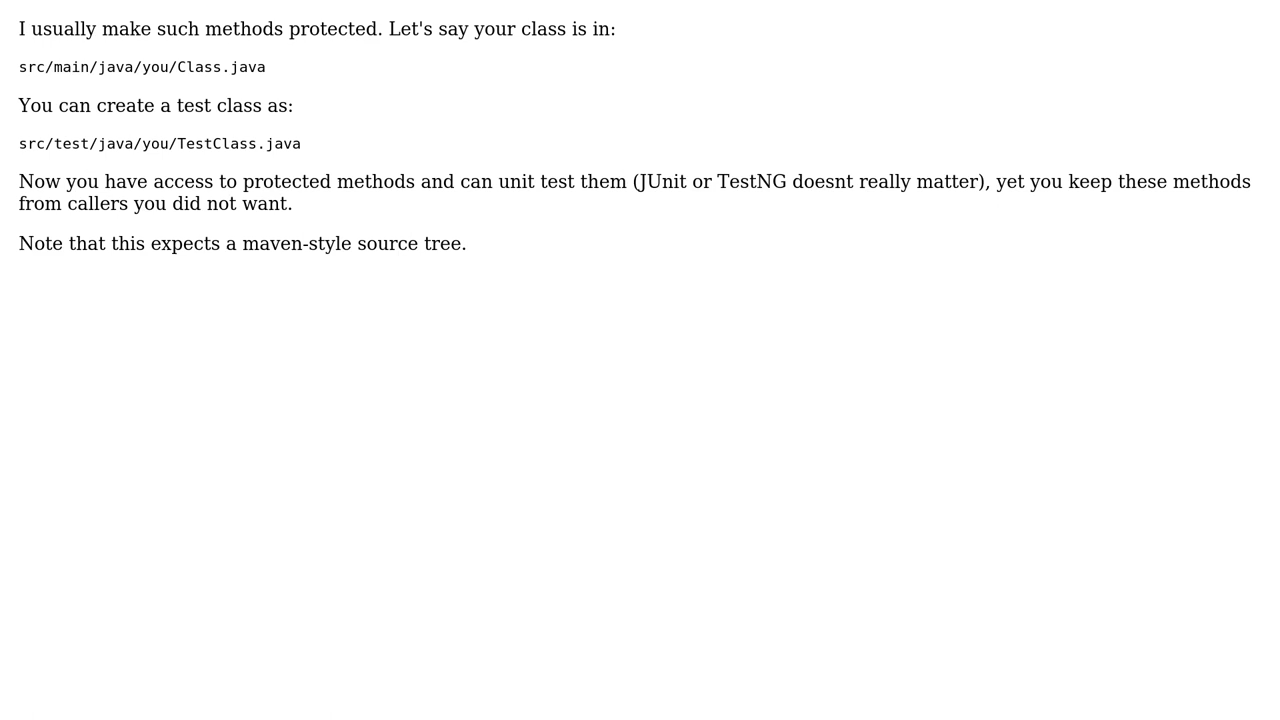 I usually make such methods protected. Let's say your class is in:
src/main/java/you/Class.java
You can create a test class as:
src/test/java/you/TestClass.java
Now you have access to protected methods and can unit test them (JUnit or TestNG doesnt really matter), yet you keep these methods
from callers you did not want.
Note that this expects a maven-style source tree.